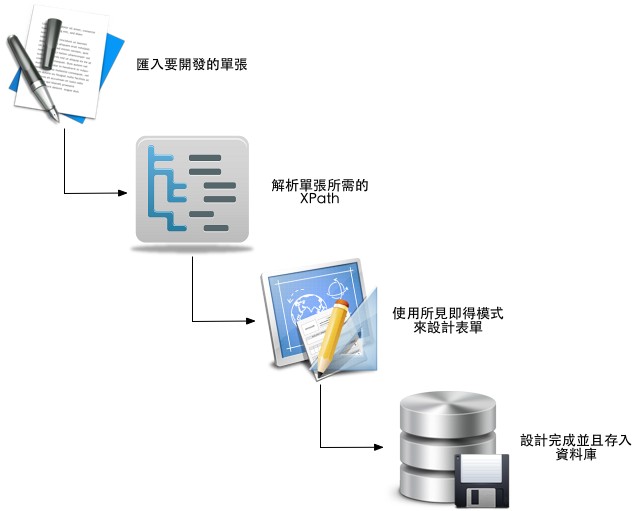 匯入要開發的單張
解析單張所需的
XPath
使用所見即得模式
來設計表單
設計完成並且存入
資料庫